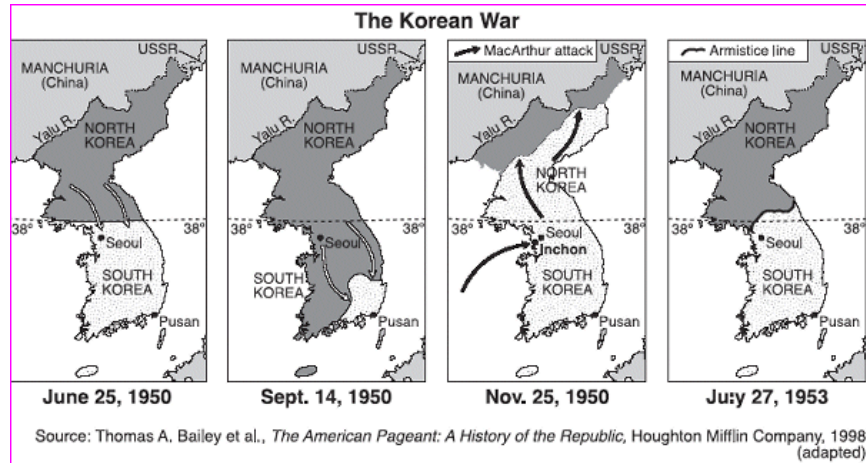 The Korean War
USSR
MANCHURIA
(China)
Yalu R.
NORTH
KOREA
38°
Seoul
SOUTH
KOREA
Pusan
June 25, 1950
USSR
MANCHURIA
(China)
Yalu R.
NORTH
KOREA
38°
Seoul
SOUTH
KOREA
Pusan
Sept. 14, 1950
MacArthur attack
USSR
MANCHURIA
(China)
Yalu R.
NORTH
KOREA
38°
Seoul
Inchon
SOUTH
KOREA
Pusan
Nov. 25, 1950
Armistice line
USSR
MANCHURIA
(China)
Yalu R.
NORTH
KOREA
38°
Seoul
SOUTH
KOREA
Pusan
July 27, 1953
Source: Thomas A. Bailey et al., The American Pageant: A History of the Republic, Houghton Mifflin Company, 1998
(adapted)